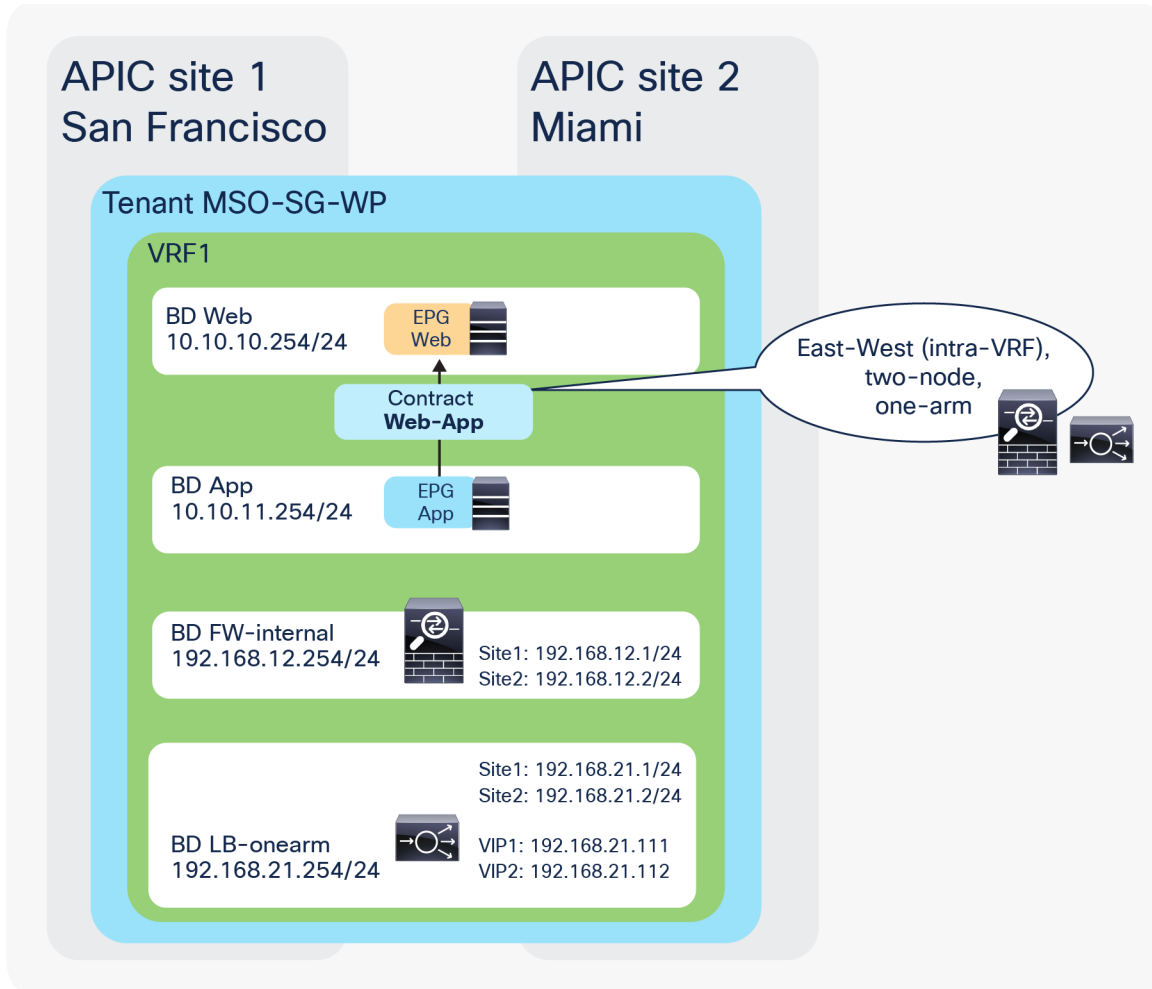 APIC site 1
San Francisco
APIC site 2
Miami
Tenant MSO-SG-WP
VRF1
BD Web
10.10.10.254/24
EPG
Web
Contract
Web-App
East-West (intra-VRF),
two-node,
one-arm
BD App
10.10.11.254/24
EPG
App
BD FW-internal
192.168.12.254/24
Site1: 192.168.12.1/24
Site2: 192.168.12.2/24
Site1: 192.168.21.1/24
Site2: 192.168.21.2/24
BD LB-onearm
192.168.21.254/24
VIP1: 192.168.21.111
VIP2: 192.168.21.112